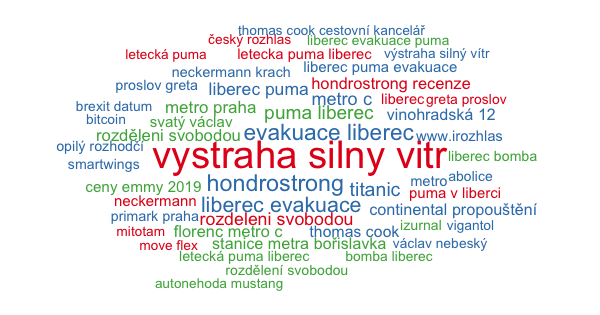 thomas cook cestovní kancelář
český rozhlas
liberec evakuace puma
letecká puma
letecka puma liberec
výstraha silný vítr
neckermann krach
liberec puma evakuace
proslov greta
liberec puma
hondrostrong recenze
brexit datum
metro praha
metro c
liberec
greta proslov
bitcoin
svatý václav
puma liberec
vinohradská 12
rozděleni svobodou
evakuace liberec
www.irozhlas
opilý rozhodčí
vystraha silny vitr
liberec bomba
smartwings
ceny emmy 2019
hondrostrong
titanic
metro
abolice
neckermann
liberec evakuace
puma v liberci
primark praha
rozdeleni svobodou
continental propouštění
mitotam
florenc metro c
thomas cook
izurnal
vigantol
move flex
stanice metra bořislavka
václav nebeský
letecká puma liberec
bomba liberec
rozdělení svobodou
autonehoda mustang